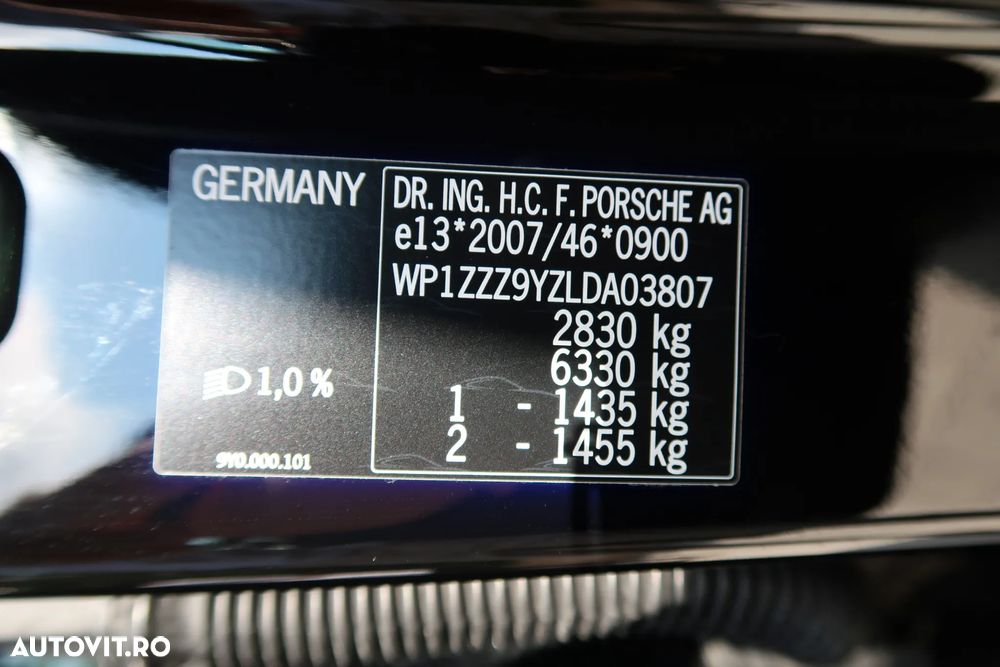 GERMANY
DR. ING. H.C. F. PORSCHE AG
e13*2007/46*0900
WP1ZZZ9YZLDA03807
2830 kg
6330 kg
1 - 1435 kg
2 - 1455 kg
1,0 %
9Y0.000.101
AUTOVIT.RO